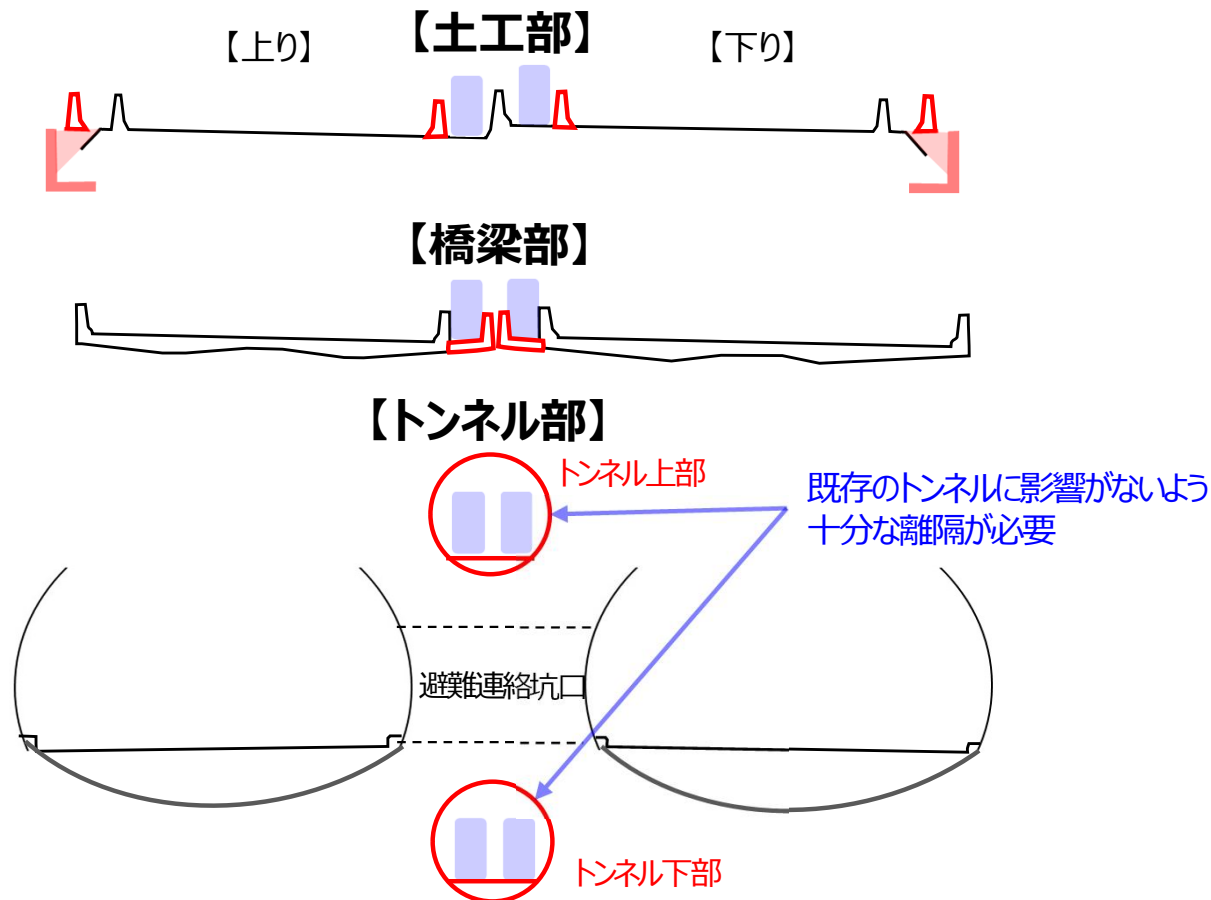 【土工部】
【上り】
【下り】
【橋梁部】
【トンネル部】
トンネル上部
既存のトンネルに影響がないよう
十分な離隔が必要
避難連絡坑口
トンネル下部